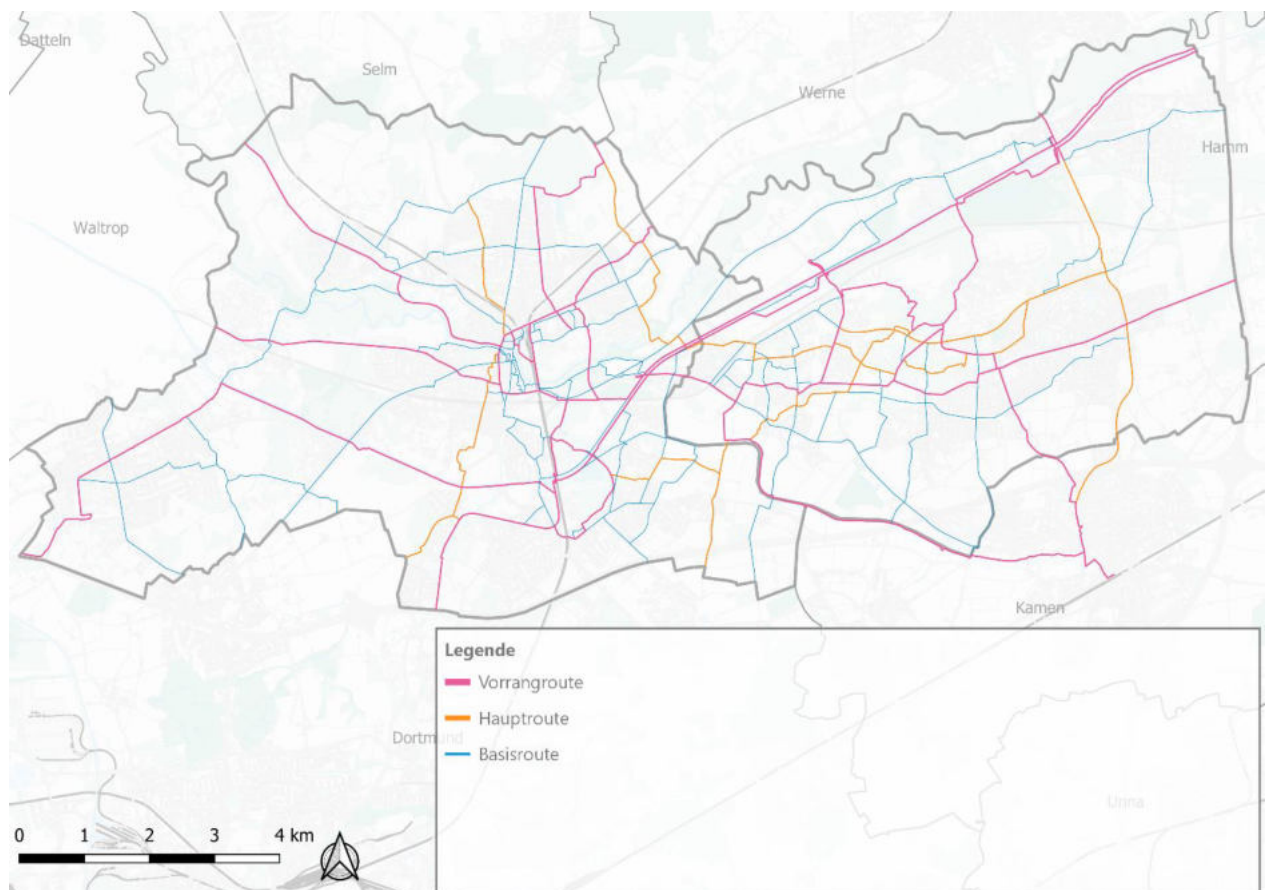 Datteln
Selm
Werne
Hamm
Waltrop
Kamen
Legende
Vorrangroute
Hauptroute
Basisroute
Dortmund
Unna
0 1 2 3 4 km